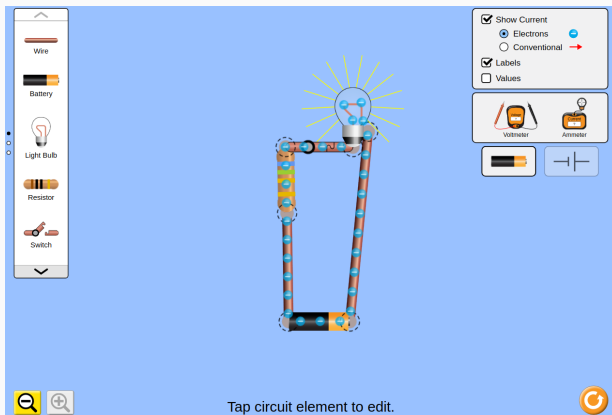 Wire
Battery
Light Bulb
Resistor
Switch
Show Current
Electrons
Conventional
Labels
Values
Voltmeter
Ammeter
Tap circuit element to edit.